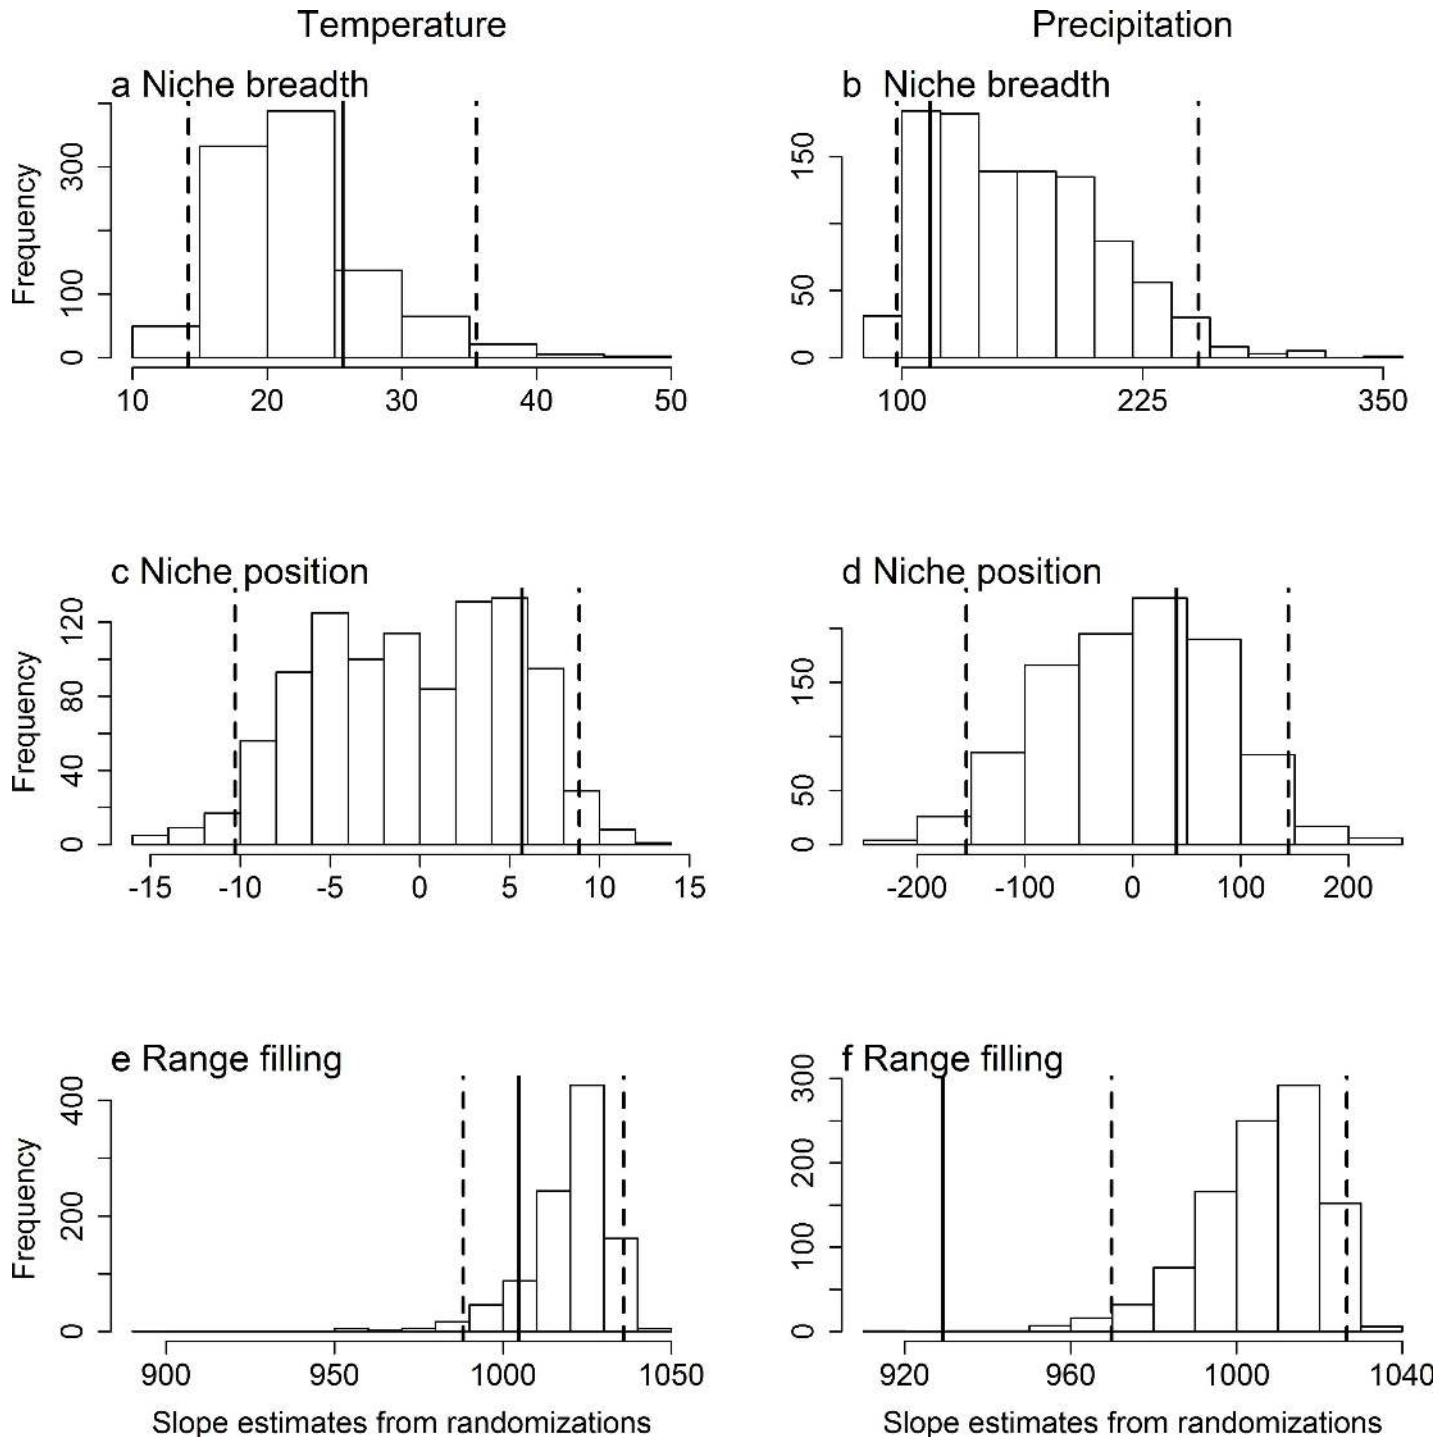 Temperature
Precipitation
a Niche breadth
b Niche breadth
Frequency
0 100 300
0 50 150
10 20 30 40 50
100 225 350
c Niche position
d Niche position
Frequency
0 40 80 120
0 50 150
-15 -10 -5 0 5 10 15
-200 -100 0 100 200
e Range filling
f Range filling
Frequency
0 200 400
0 100 200 300
900 950 1000 1050
920 960 1000 1040
Slope estimates from randomizations
Slope estimates from randomizations